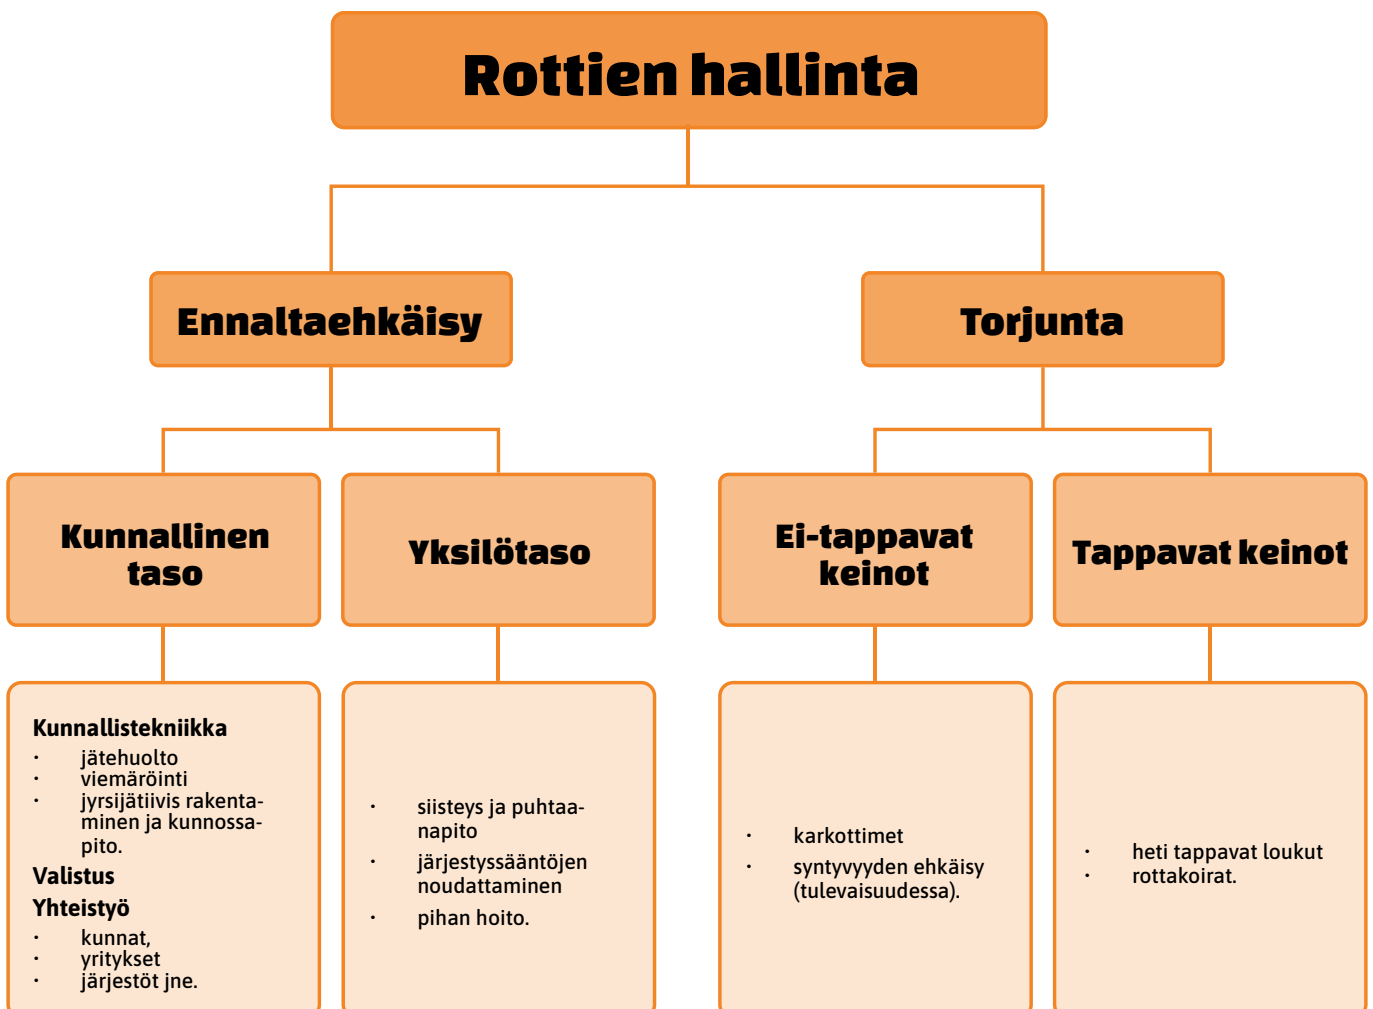 Rottien hallinta
Ennaltaehkäisy
Torjunta
Kunnallinen
taso
Yksilötaso
Ei-tappavat
keinot
Tappavat keinot
Kunnallistekniikka
• jätehuolto
• viemäröinti
• jyrsijätiivis rakenta-
minen ja kunnossa-
pito.
Valistus
Yhteistyö
• kunnat,
• yritykset
• järjestöt jne.
• siisteys ja puhtaa-
napito
• järjestyssääntöjen
noudattaminen
• pihan hoito.
• karkottimet
• syntyvyyden ehkäisy
(tulevaisuudessa).
• heti tappavat loukut
• rottakoirat.